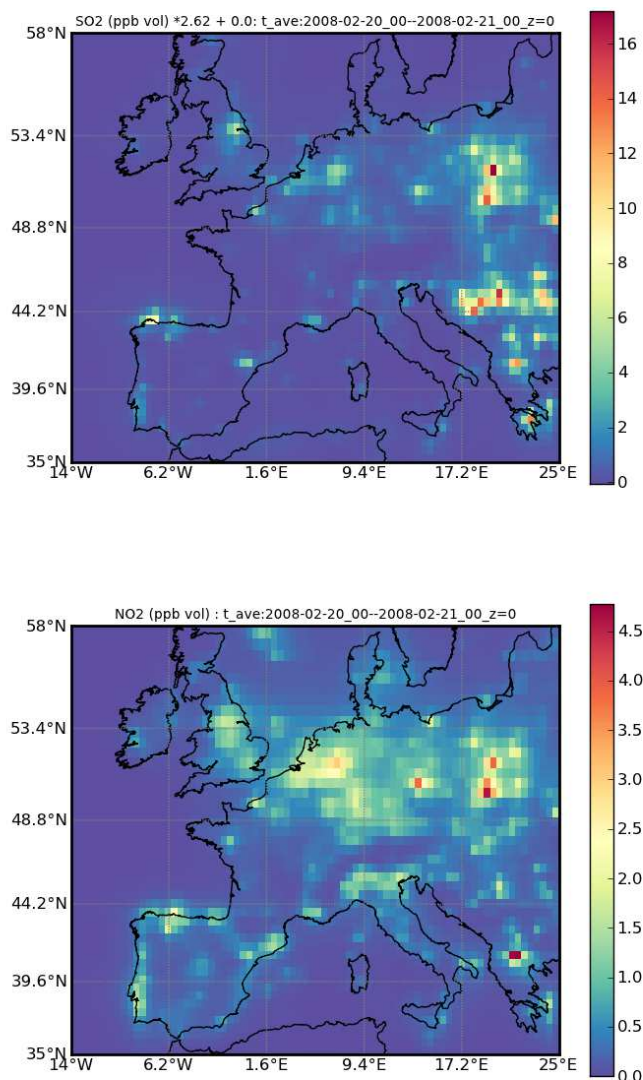 SO2 (ppb vol) *2.62 + 0.0: t_ave:2008-02-20_00--2008-02-21_00_z=0
58°N
53.4°N
48.8°N
44.2°N
39.6°N
35°N
14°W
6.2°W
1.6°E
9.4°E
17.2°E
25°E
16
14
12
10
8
6
4
2
0
NO2 (ppb vol) : t_ave:2008-02-20_00--2008-02-21_00_z=0
58°N
53.4°N
48.8°N
44.2°N
39.6°N
35°N
14°W
6.2°W
1.6°E
9.4°E
17.2°E
25°E
4.5
4.0
3.5
3.0
2.5
2.0
1.5
1.0
0.5
0.0